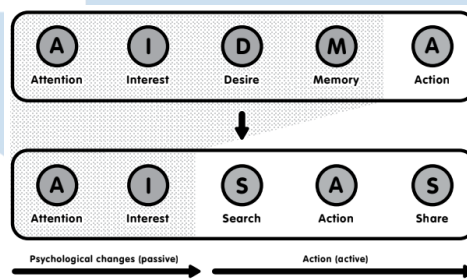 A I D M A
Attention Interest Desire Memory Action
A I S A S
Attention Interest Search Action Share
Psychological changes (passive) Action (active)